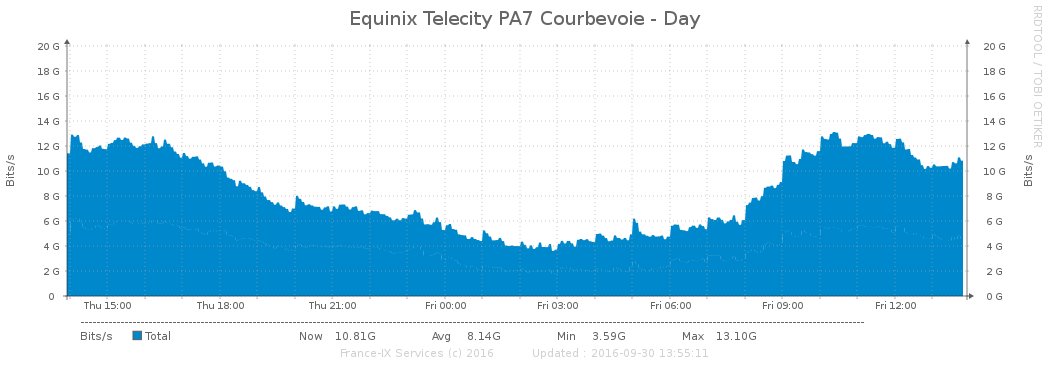 Equinix Telecity PA7 Courbevoie - Day
RRDTOOL / TOBI OETIKER
Bits/s
20 G 20 G
18 G 18 G
16 G 16 G
14 G 14 G
12 G 12 G
10 G 10 G
8 G 8 G
6 G 6 G
4 G 4 G
2 G 2 G
0 0 G
Bits/s
Thu 15:00 Thu 18:00 Thu 21:00 Fri 00:00 Fri 03:00 Fri 06:00 Fri 09:00 Fri 12:00
Bits/s Total Now 10.81G Avg 8.14G Min 3.59G Max 13.10G
France-IX Services (c) 2016 Updated : 2016-09-30 13:55:11